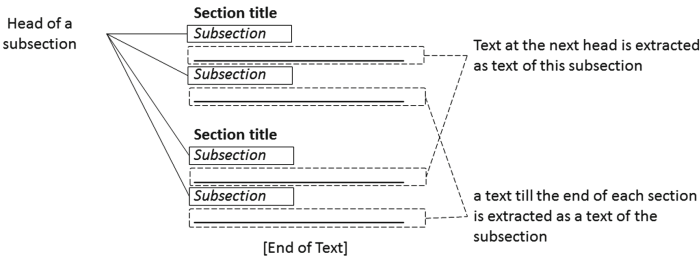 Head of a
subsection
Section title
Subsection
Subsection
Section title
Subsection
Subsection
[End of Text]
Text at the next head is extracted
as text of this subsection
a text till the end of each section
is extracted as a text of the
subsection